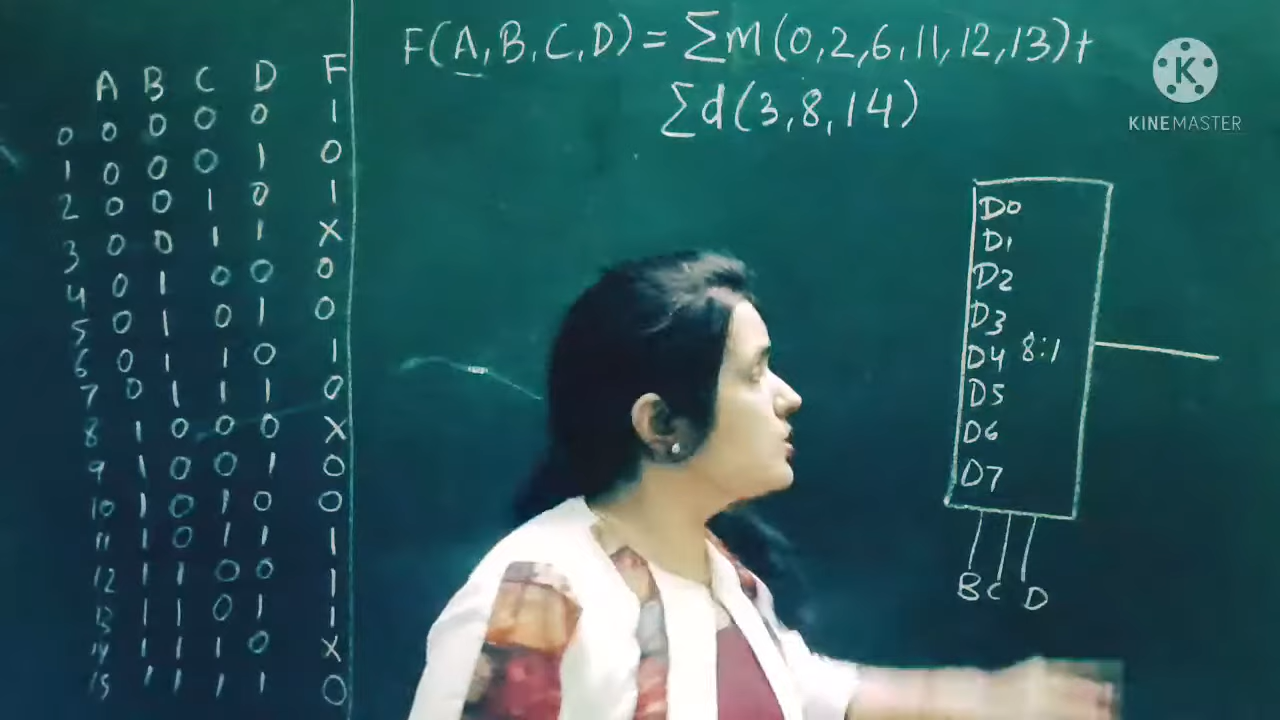 F(A,B,C,D) = Σm(0,2,6,11,12,13)+
Σd(3,8,14)
KINEMASTER
A B C D F
0 0 0 0 0 1
1 0 0 0 1 0
2 0 0 1 0 1
3 0 0 1 1 X
4 0 1 0 0 0
5 0 1 0 1 0
6 0 1 1 0 1
7 0 1 1 1 0
8 1 0 0 0 X
9 1 0 0 1 0
10 1 0 1 0 0
11 1 0 1 1 1
12 1 1 0 0 1
13 1 1 0 1 1
14 1 1 1 0 X
15 1 1 1 1 0
D0
D1
D2
D3
D4 8:1
D5
D6
D7
B C D